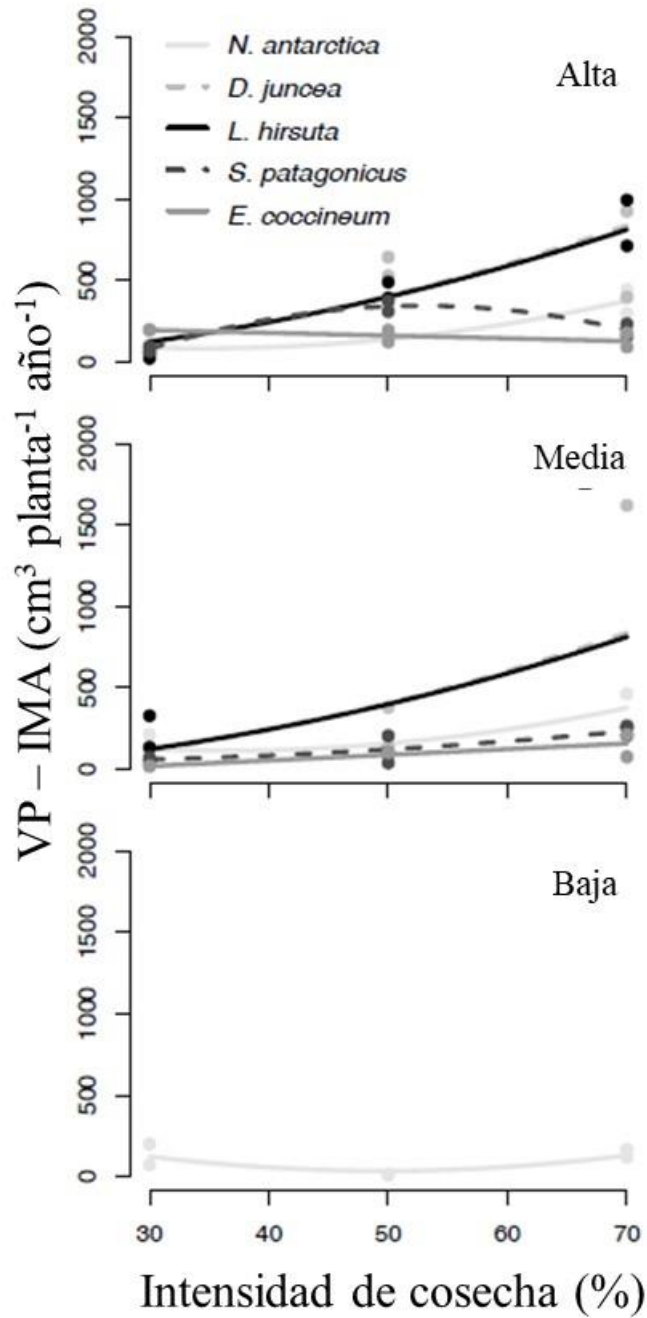 2000
1500
1000
500
0
N. antarctica
D. juncea
L. hirsuta
S. patagonicus
E. coccineum
Alta
2000
1500
1000
500
0
Media
2000
1500
1000
500
0
Baja
VP – IMA (cm³ planta⁻¹ año⁻¹)
30 40 50 60 70
Intensidad de cosecha (%)